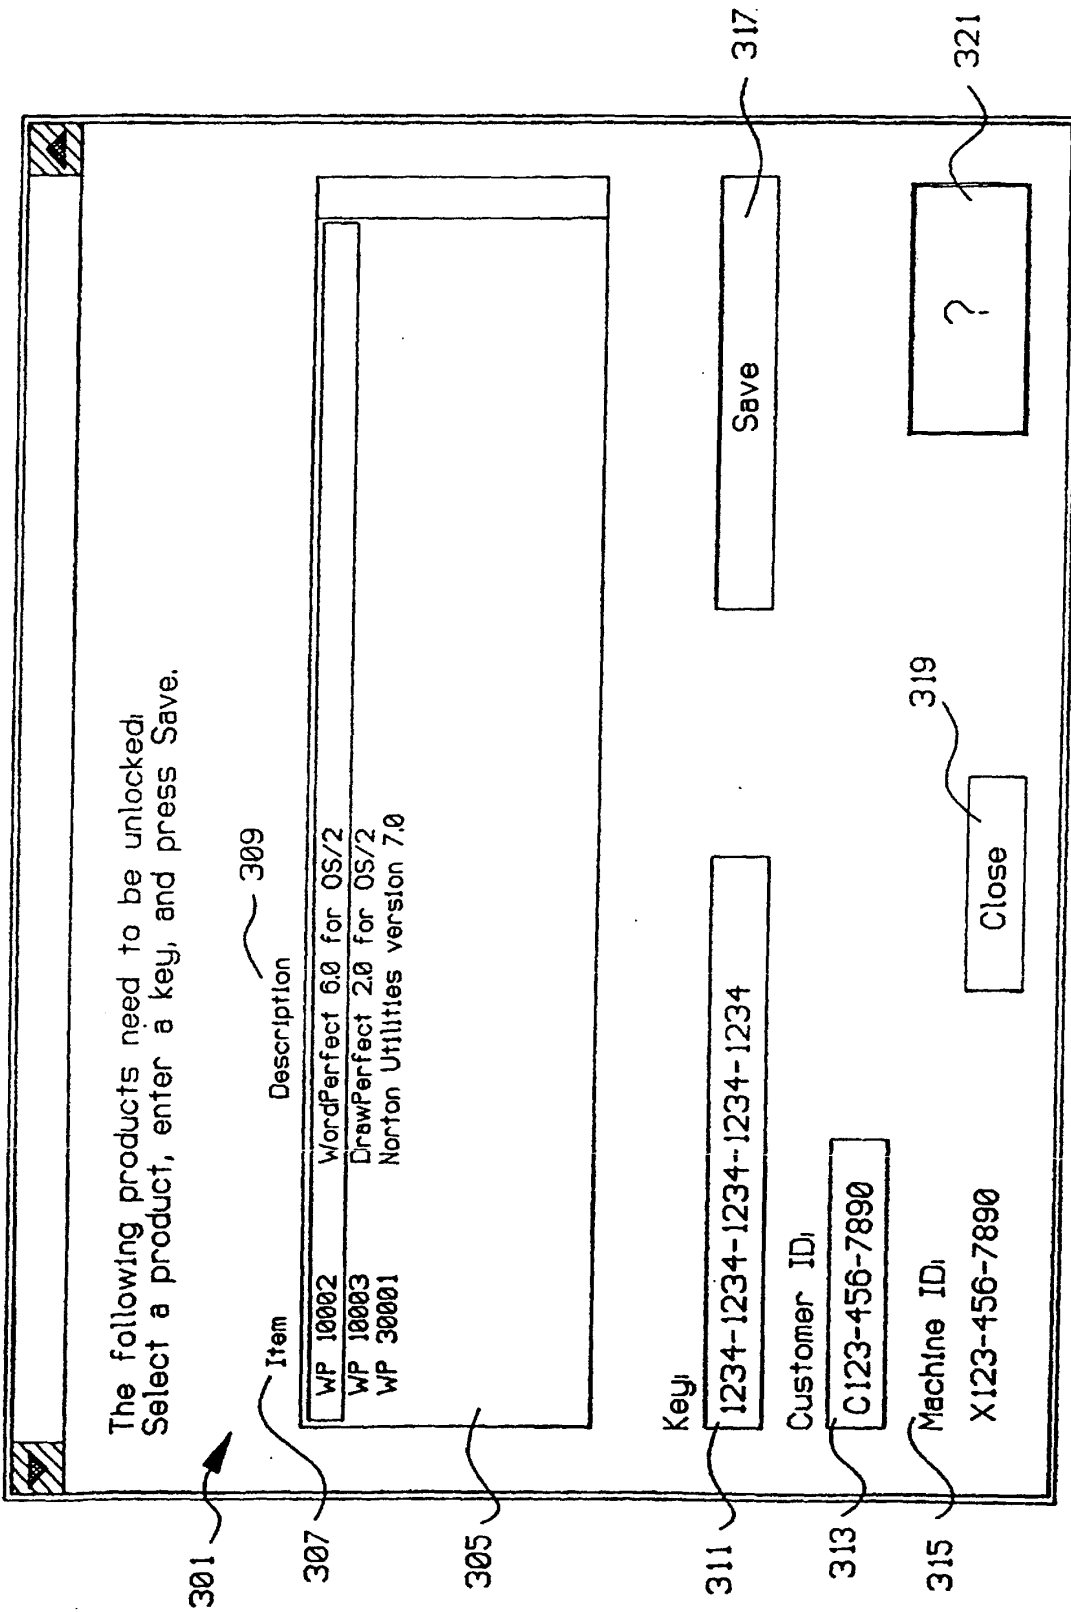 The following products need to be unlocked:
Select a product, enter a key, and press Save.
301
309
307
Item Description
WP 10002 WordPerfect 6.0 for OS/2
WP 10003 DrawPerfect 2.0 for OS/2
WP 30001 Norton Utilities version 7.0
305
Key:
311
1234-1234-1234-1234-1234-1234
Save
317
Customer ID:
313
C123-456-7890
319
315
Machine ID:
X123-456-7890
Close
?
321